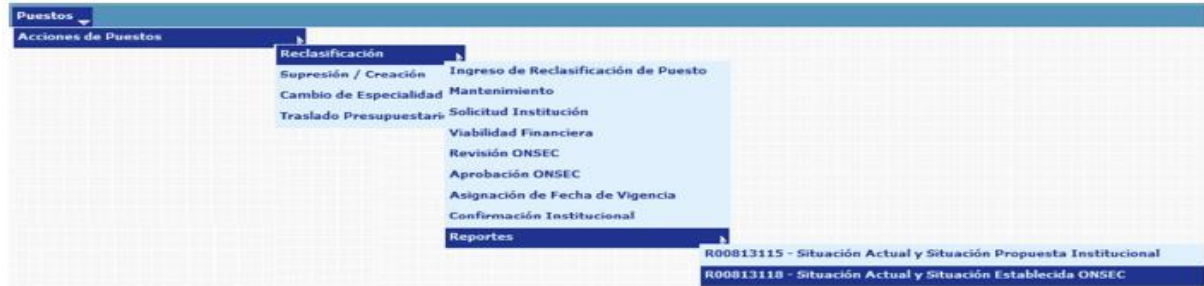 Puestos
Acciones de Puestos
Reclasificación
Supresión / Creación
Cambio de Especialidad
Traslado Presupuestari
Ingreso de Reclasificación de Puesto
Mantenimiento
Solicitud Institución
Viabilidad Financiera
Revisión ONSEC
Aprobación ONSEC
Asignación de Fecha de Vigencia
Confirmación Institucional
Reportes
R00813115 - Situación Actual y Situación Propuesta Institucional
R00813118 - Situación Actual y Situación Establecida ONSEC